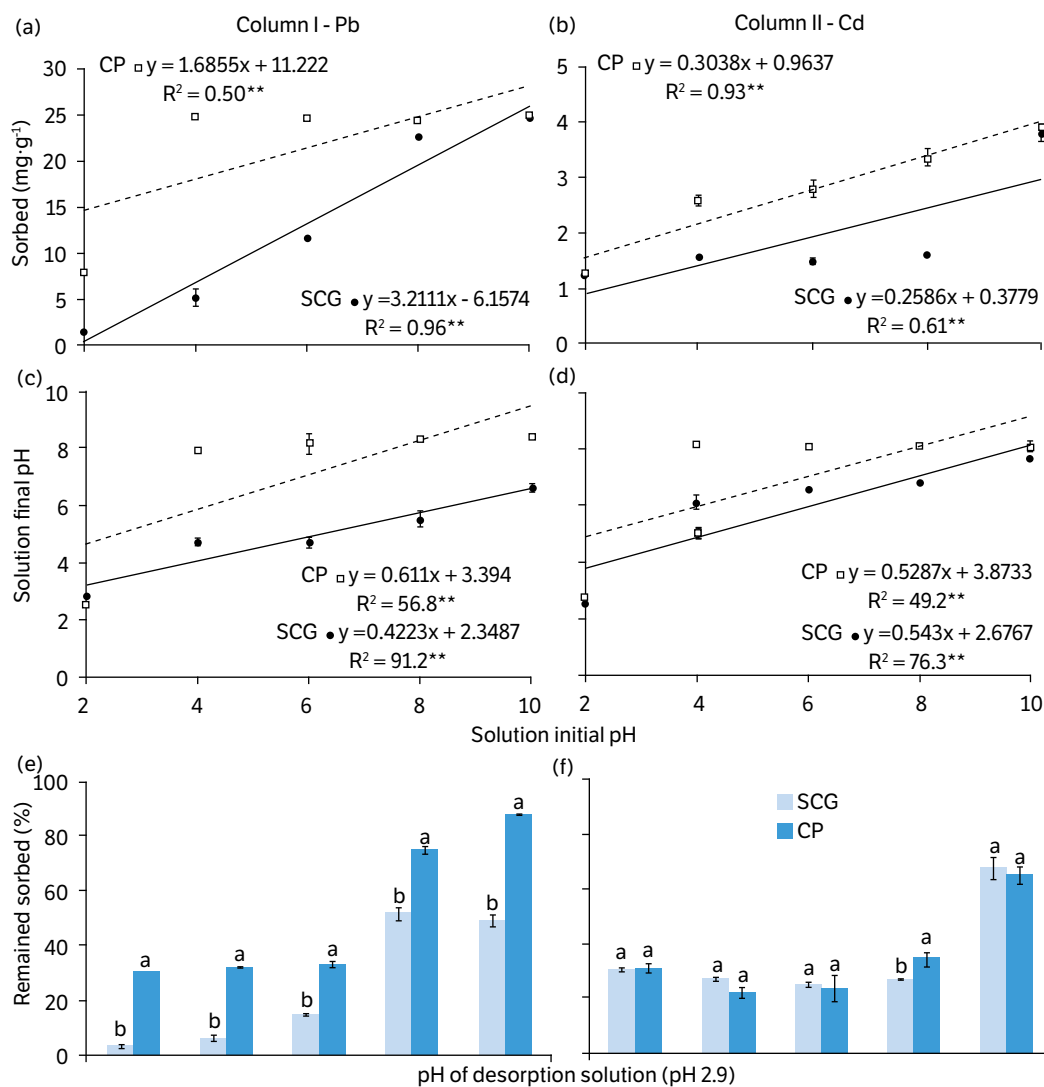 Column I - Pb
Column II - Cd
(a)
CP y = 1.6855x + 11.222
R² = 0.50**
30
25
20
15
10
5
0
Sorbed (mg·g⁻¹)
SCG y=3.2111x - 6.1574
R² = 0.96**
2
4
6
8
10
(b)
CP y = 0.3038x + 0.9637
R² = 0.93**
5
4
3
2
1
0
SCG y=0.2586x + 0.3779
R² = 0.61**
(c)
10
8
6
4
2
0
Solution final pH
CP y = 0.611x + 3.394
R² = 56.8**
SCG y=0.4223x + 2.3487
R² = 91.2**
2
4
6
8
10
(d)
CP y = 0.5287x + 3.8733
R² = 49.2**
SCG y=0.543x + 2.6767
R² = 76.3**
2
4
6
8
10
Solution initial pH
(e)
100
80
60
40
20
0
Remained sorbed (%)
b a b a b a b a b a
(f)
SCG
CP
a a a a a a b a a a
pH of desorption solution (pH 2.9)